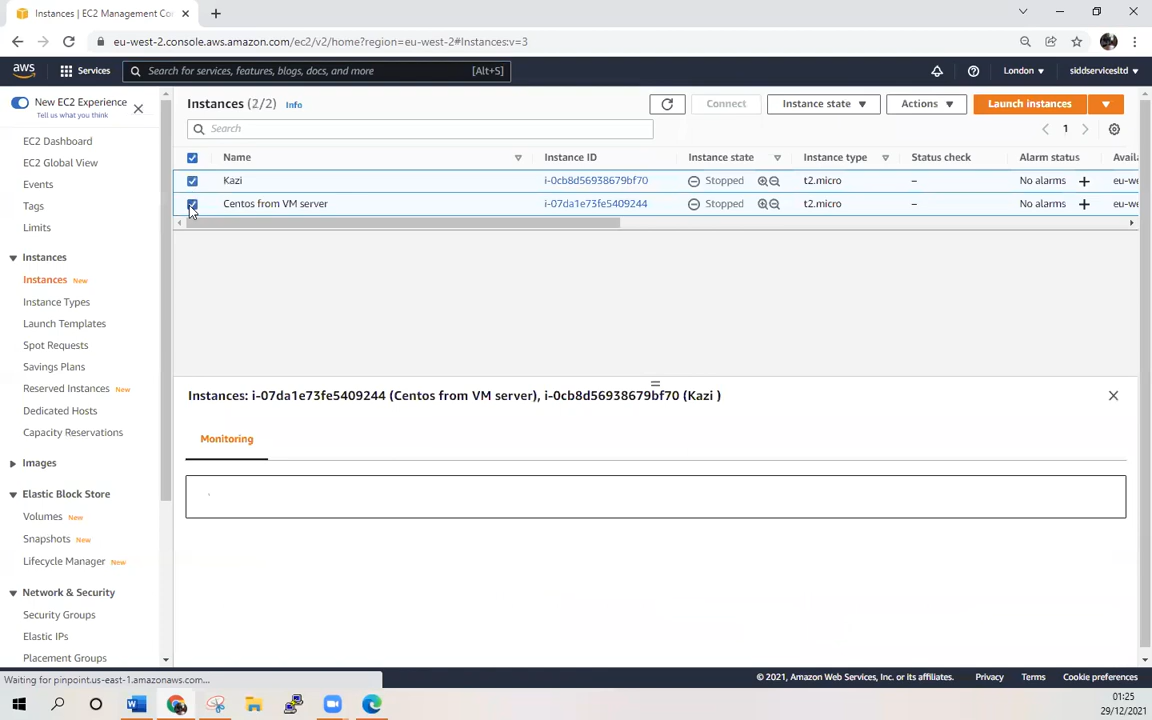 Instances | EC2 Management Co
eu-west-2.console.aws.amazon.com/ec2/v2/home?region=eu-west-2#Instances:v=3
aws Services Search for services, features, blogs, docs, and more [Alt+S] London siddservicesltd
New EC2 Experience
Tell us what you think
EC2 Dashboard
EC2 Global View
Events
Tags
Limits
Instances
Instances New
Instance Types
Launch Templates
Spot Requests
Savings Plans
Reserved Instances New
Dedicated Hosts
Capacity Reservations
Images
Elastic Block Store
Volumes New
Snapshots New
Lifecycle Manager New
Network & Security
Security Groups
Elastic IPs
Placement Groups
Instances (2/2) Info Connect Instance state Actions Launch instances
Search 1
Name Instance ID Instance state Instance type Status check Alarm status Availa
Kazi i-0cb8d56938679bf70 Stopped t2.micro – No alarms + eu-we
Centos from VM server i-07da1e73fe5409244 Stopped t2.micro – No alarms + eu-we
Instances: i-07da1e73fe5409244 (Centos from VM server), i-0cb8d56938679bf70 (Kazi )
Monitoring
Waiting for pinpoint.us-east-1.amazonaws.com...
© 2021, Amazon Web Services, Inc. or its affiliates. Privacy Terms Cookie preferences
01:25
29/12/2021